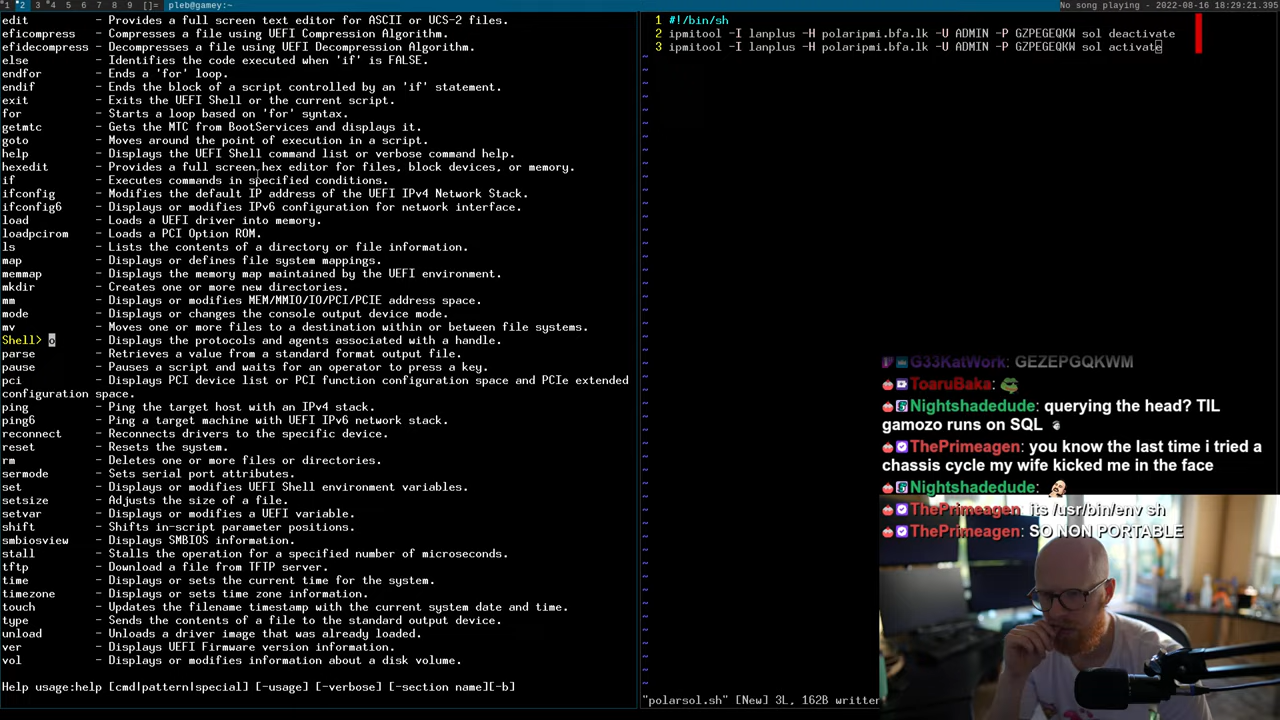 1 2 3 4 5 6 7 8 9 []= pleb@gamey:~
No song playing - 2022-08-16 18:29:21.395
edit - Provides a full screen text editor for ASCII or UCS-2 files.
eficompress - Compresses a file using UEFI Compression Algorithm.
efidecompress - Decompresses a file using UEFI Decompression Algorithm.
else - Identifies the code executed when 'if' is FALSE.
endfor - Ends a 'for' loop.
endif - Ends the block of a script controlled by an 'if' statement.
exit - Exits the UEFI Shell or the current script.
for - Starts a loop based on 'for' syntax.
getmtc - Gets the MTC from BootServices and displays it.
goto - Moves around the point of execution in a script.
help - Displays the UEFI Shell command list or verbose command help.
hexedit - Provides a full screen hex editor for files, block devices, or memory.
if - Executes commands in specified conditions.
ifconfig - Modifies the default IP address of the UEFI IPv4 Network Stack.
ifconfig6 - Displays or modifies IPv6 configuration for network interface.
load - Loads a UEFI driver into memory.
loadpcirom - Loads a PCI Option ROM.
ls - Lists the contents of a directory or file information.
map - Displays or defines file system mappings.
memmap - Displays the memory map maintained by the UEFI environment.
mkdir - Creates one or more new directories.
mm - Displays or modifies MEM/MMIO/IO/PCI/PCIE address space.
mode - Displays or changes the console output device mode.
mv - Moves one or more files to a destination within or between file systems.
Shell> o - Displays the protocols and agents associated with a handle.
parse - Retrieves a value from a standard format output file.
pause - Pauses a script and waits for an operator to press a key.
pci - Displays PCI device list or PCI function configuration space and PCIe extended
configuration space.
ping - Ping the target host with an IPv4 stack.
ping6 - Ping a target machine with UEFI IPv6 network stack.
reconnect - Reconnects drivers to the specific device.
reset - Resets the system.
rm - Deletes one or more files or directories.
sermode - Sets serial port attributes.
set - Displays or modifies UEFI Shell environment variables.
setsize - Adjusts the size of a file.
setvar - Displays or modifies a UEFI variable.
shift - Shifts in-script parameter positions.
smbiosview - Displays SMBIOS information.
stall - Stalls the operation for a specified number of microseconds.
tftp - Download a file from TFTP server.
time - Displays or sets the current time for the system.
timezone - Displays or sets time zone information.
touch - Updates the filename timestamp with the current system date and time.
type - Sends the contents of a file to the standard output device.
unload - Unloads a driver image that was already loaded.
ver - Displays UEFI Firmware version information.
vol - Displays or modifies information about a disk volume.
Help usage:help [cmd|pattern|special] [-usage] [-verbose] [-section name][-b]
1 #!/bin/sh
2 ipmitool -I lanplus -H polaripmi.bfa.lk -U ADMIN -P GZPEGEQKW sol deactivate
3 ipmitool -I lanplus -H polaripmi.bfa.lk -U ADMIN -P GZPEGEQKW sol activate
"polarsol.sh" [New] 3L, 162B written
G33KatWork: GEZEPGQKWM
ToaruBaka:
Nightshadedude: querying the head? TIL
gamozo runs on SQL
ThePrimeagen: you know the last time i tried a
chassis cycle my wife kicked me in the face
Nightshadedude:
ThePrimeagen: its /usr/bin/env sh
ThePrimeagen: SO NON PORTABLE